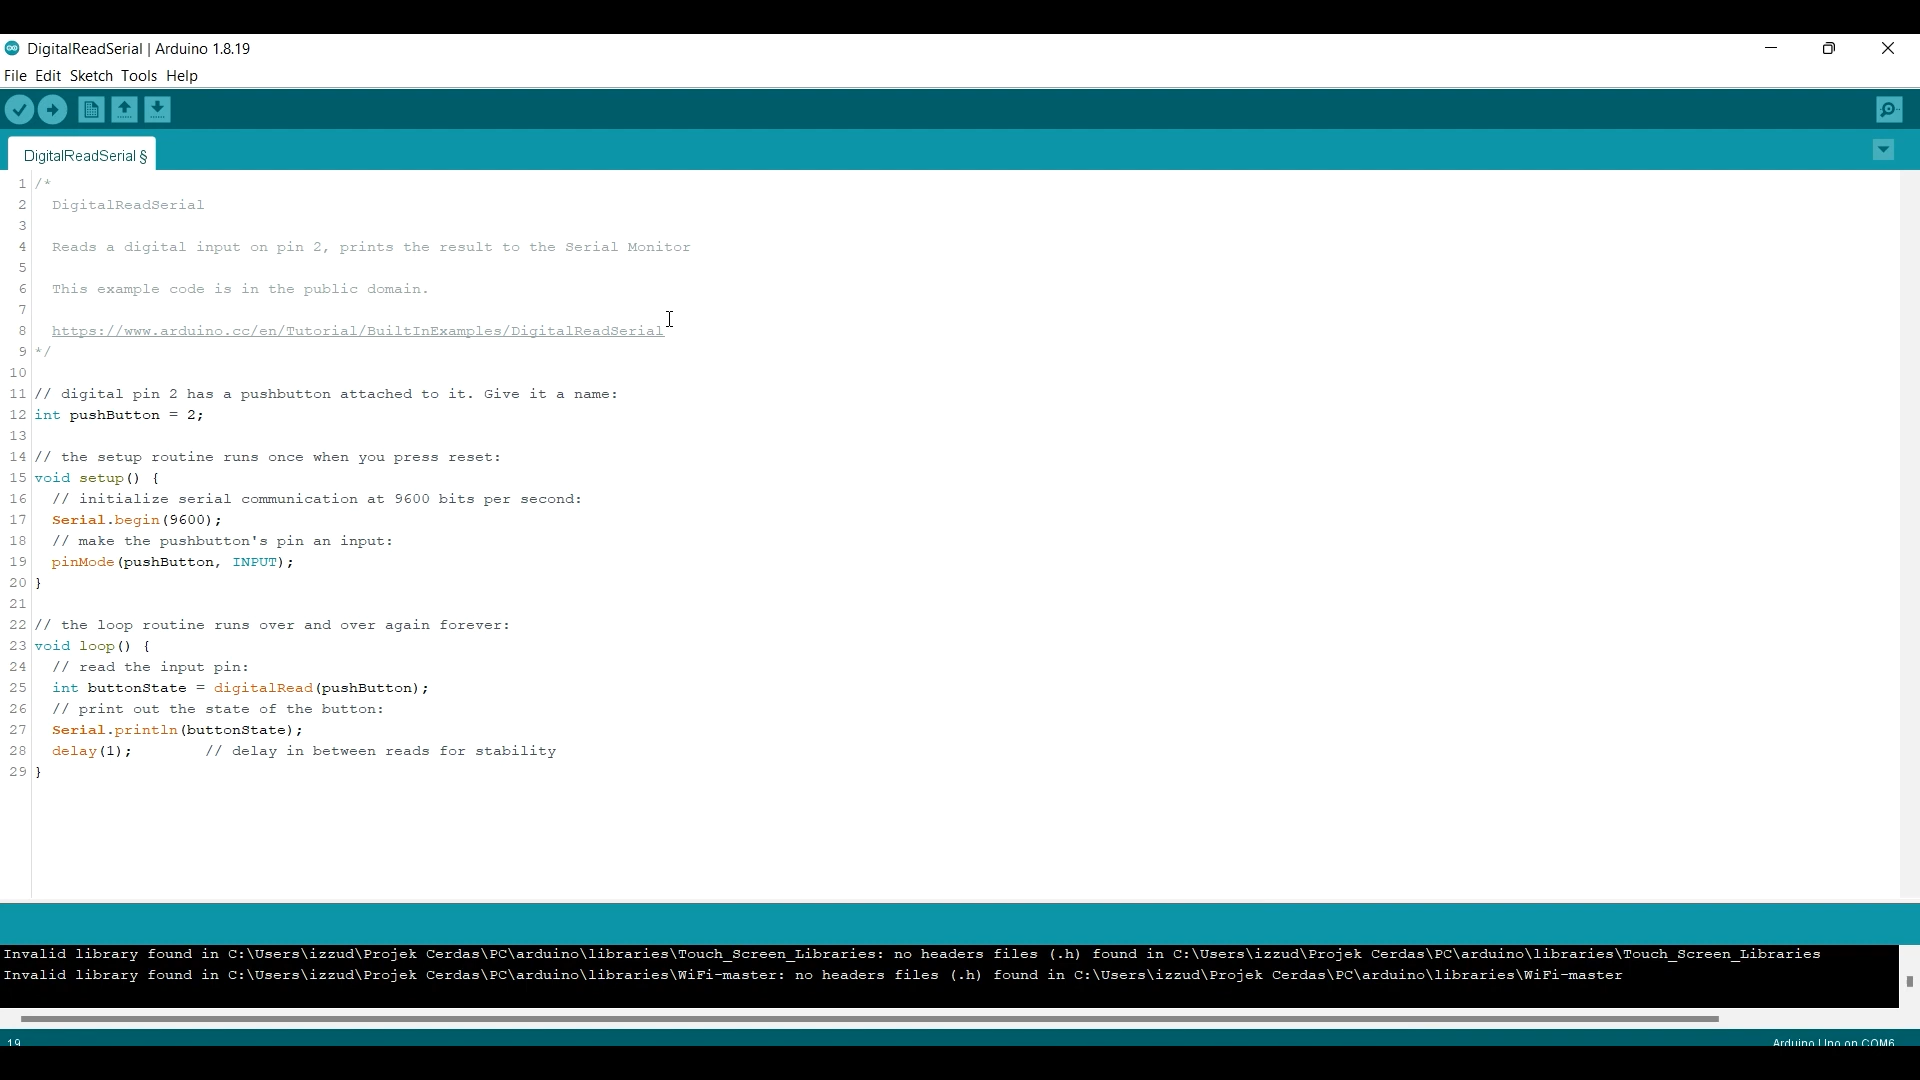 DigitalReadSerial | Arduino 1.8.19
File Edit Sketch Tools Help
DigitalReadSerial §
1 /*
2 DigitalReadSerial
3
4 Reads a digital input on pin 2, prints the result to the Serial Monitor
5
6 This example code is in the public domain.
7
8 https://www.arduino.cc/en/Tutorial/BuiltInExamples/DigitalReadSerial
9 */
10
11 // digital pin 2 has a pushbutton attached to it. Give it a name:
12 int pushButton = 2;
13
14 // the setup routine runs once when you press reset:
15 void setup() {
16 // initialize serial communication at 9600 bits per second:
17 Serial.begin(9600);
18 // make the pushbutton's pin an input:
19 pinMode(pushButton, INPUT);
20 }
21
22 // the loop routine runs over and over again forever:
23 void loop() {
24 // read the input pin:
25 int buttonState = digitalRead(pushButton);
26 // print out the state of the button:
27 Serial.println(buttonState);
28 delay(1); // delay in between reads for stability
29 }
Invalid library found in C:\Users\izzud\Projek Cerdas\PC\arduino\libraries\Touch_Screen_Libraries: no headers files (.h) found in C:\Users\izzud\Projek Cerdas\PC\arduino\libraries\Touch_Screen_Libraries
Invalid library found in C:\Users\izzud\Projek Cerdas\PC\arduino\libraries\WiFi-master: no headers files (.h) found in C:\Users\izzud\Projek Cerdas\PC\arduino\libraries\WiFi-master
19 Arduino Uno on COM6